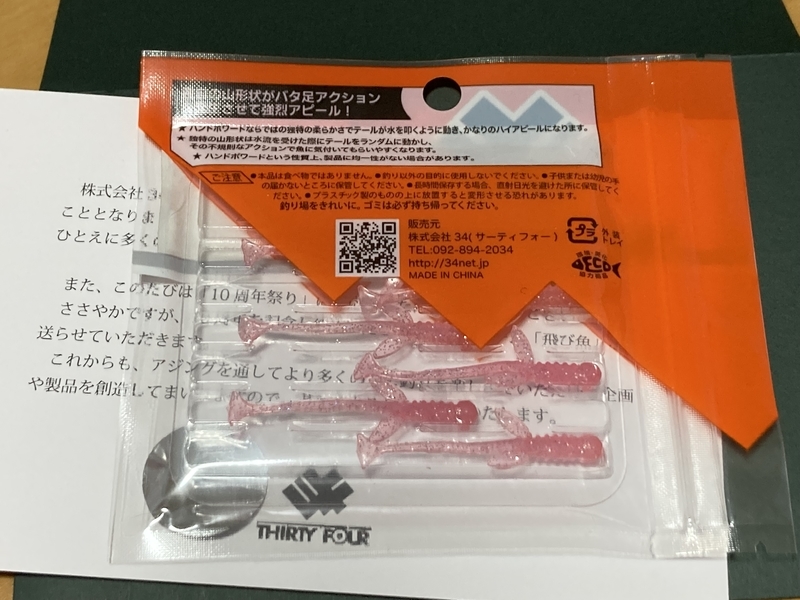 山形状がバタ足アクション
させて強烈アピール！
★ハンドポワードならではの独特の柔らかさでテールが水を叩くように動き、かなりのハイアピールになります。
★独特の山形状は水流を受けた際にテールをランダムに動かし、
その不規則なアクションで魚に気付いてもらいやすくなります。
★ハンドポワードという性質上、製品に均一性がない場合があります。
ご注意 ●本品は食べ物ではありません。●釣り以外の目的に使用しないでください。●子供または幼児の手
の届かないところに保管してください。●長時間保存する場合、直射日光を避けた所に保管してく
ださい。●プラスチック製のものの上に放置すると変形させる恐れがあります。
釣り場をきれいに。ゴミは必ず持ち帰ってください。
販売元
株式会社 34(サーティフォー)
TEL:092-894-2034
http://34net.jp
MADE IN CHINA
プラ
外装
トレイ
ECO
株式会社 34
こととなりま
ひとえに多く
また、このたびは「10周年祭り」
ささやかですが、
「飛び魚」
送らせていただきます
これからも、アジングを通してより多く
企画
や製品を創造してまい
ので
たします。
THIRTY FOUR